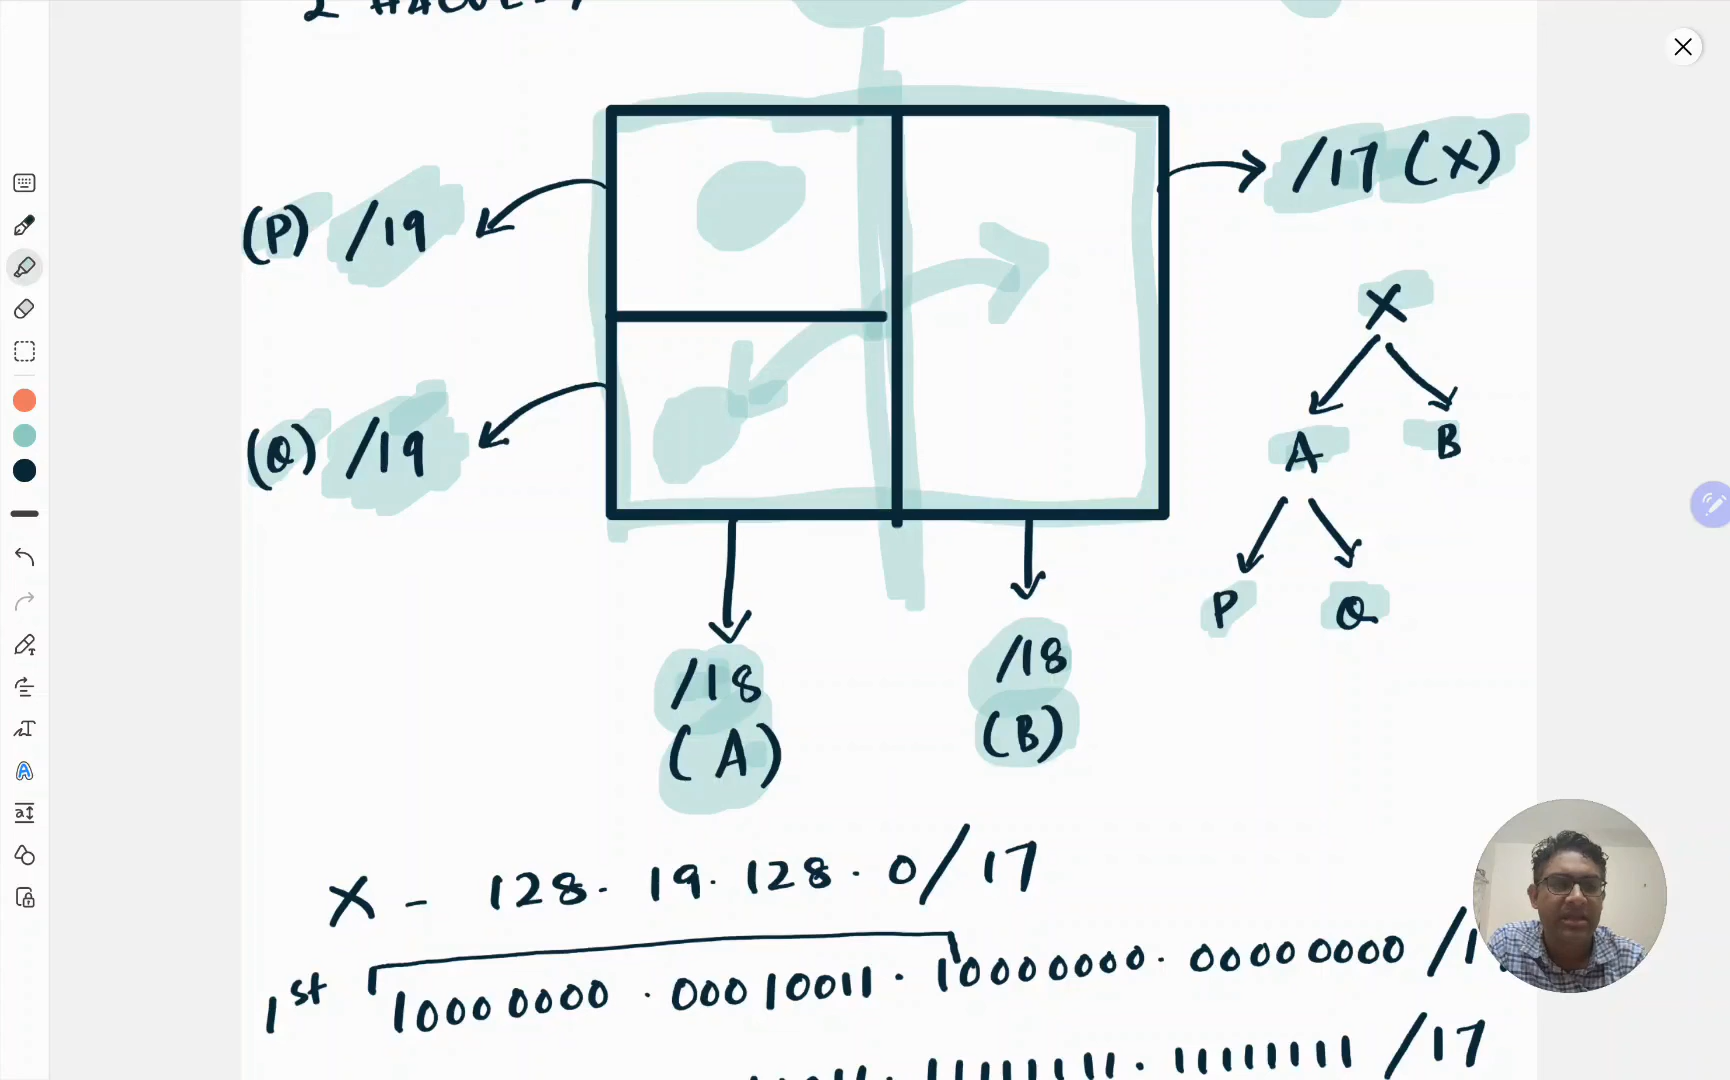 /17 (X)
(P) /19
X
(Q) /19
A B
P Q
/18
(A)
/18
(B)
X - 128. 19. 128 . 0/17
1st 10000000 . 00010011 . 10000000 . 00000000
11111111 . 11111111 /17